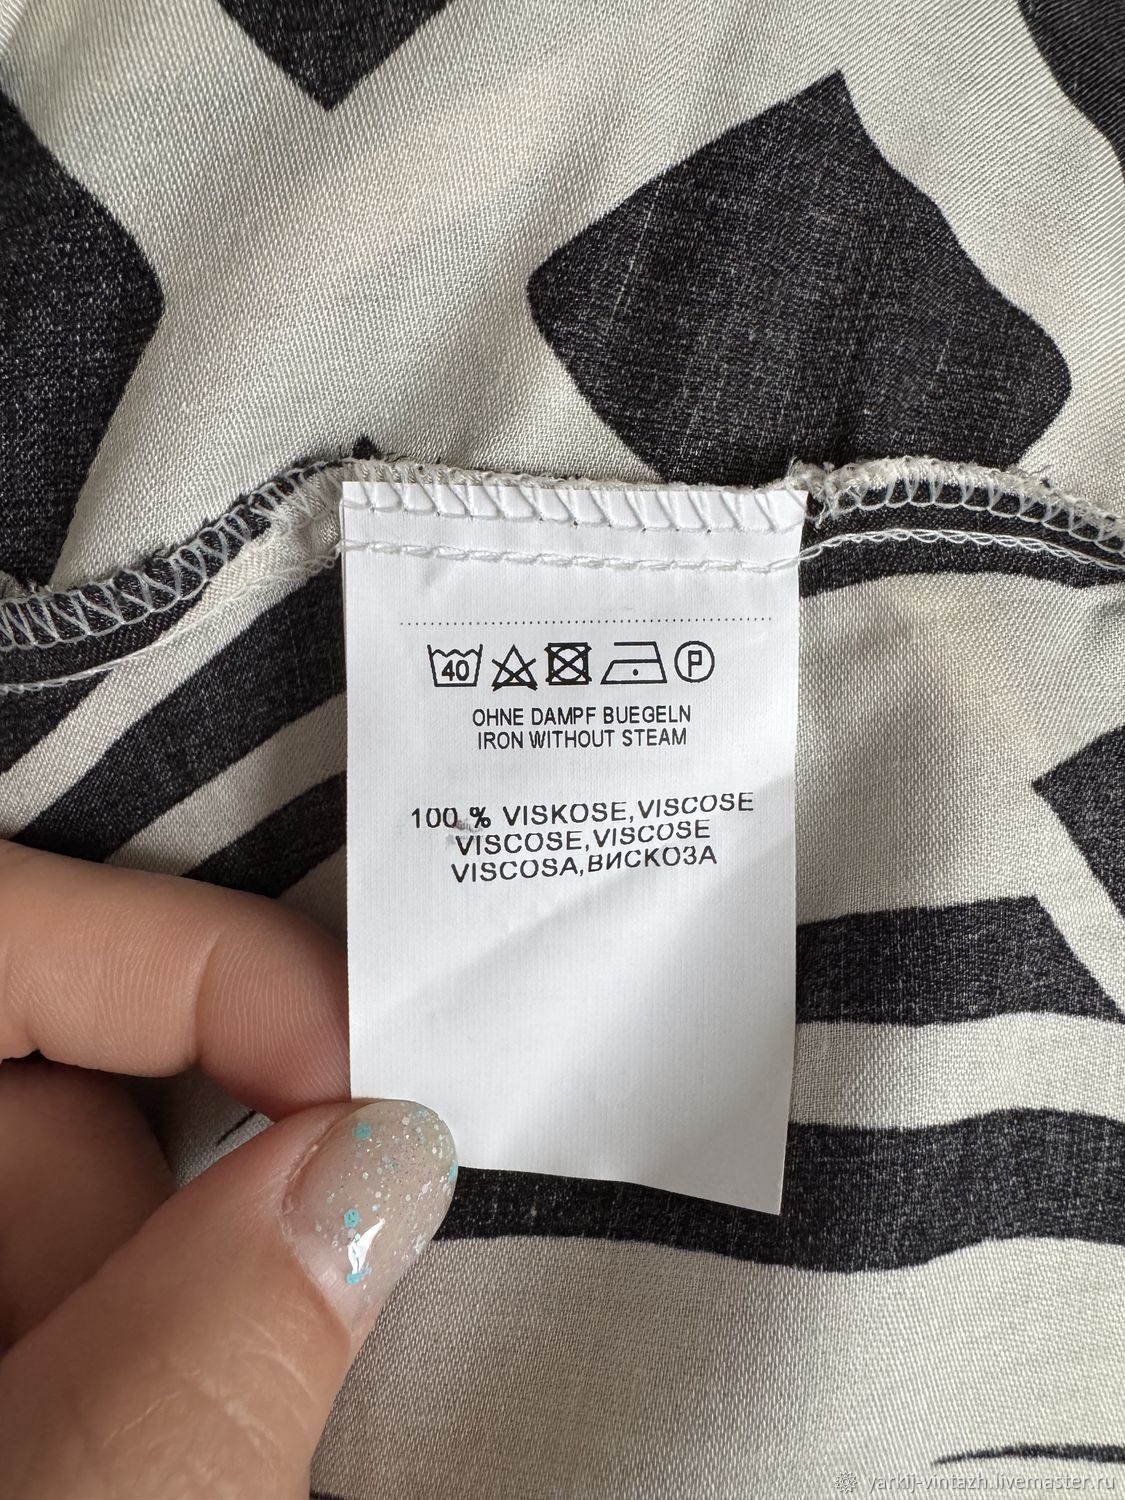 40 P
OHNE DAMPF BUEGELN
IRON WITHOUT STEAM
100 % VISKOSE,VISCOSE
VISCOSE,VISCOSE
VISCOSA,ВИСКОЗА
yarkij-vintazh.livemaster.ru